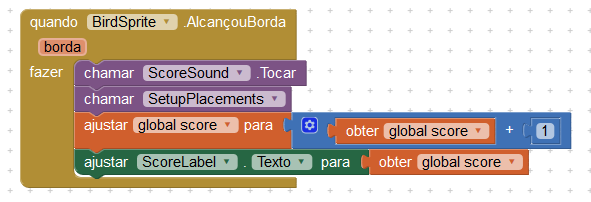 quando BirdSprite .AlcançouBorda
borda
fazer chamar ScoreSound .Tocar
chamar SetupPlacements
ajustar global score para obter global score + 1
ajustar ScoreLabel . Texto para obter global score